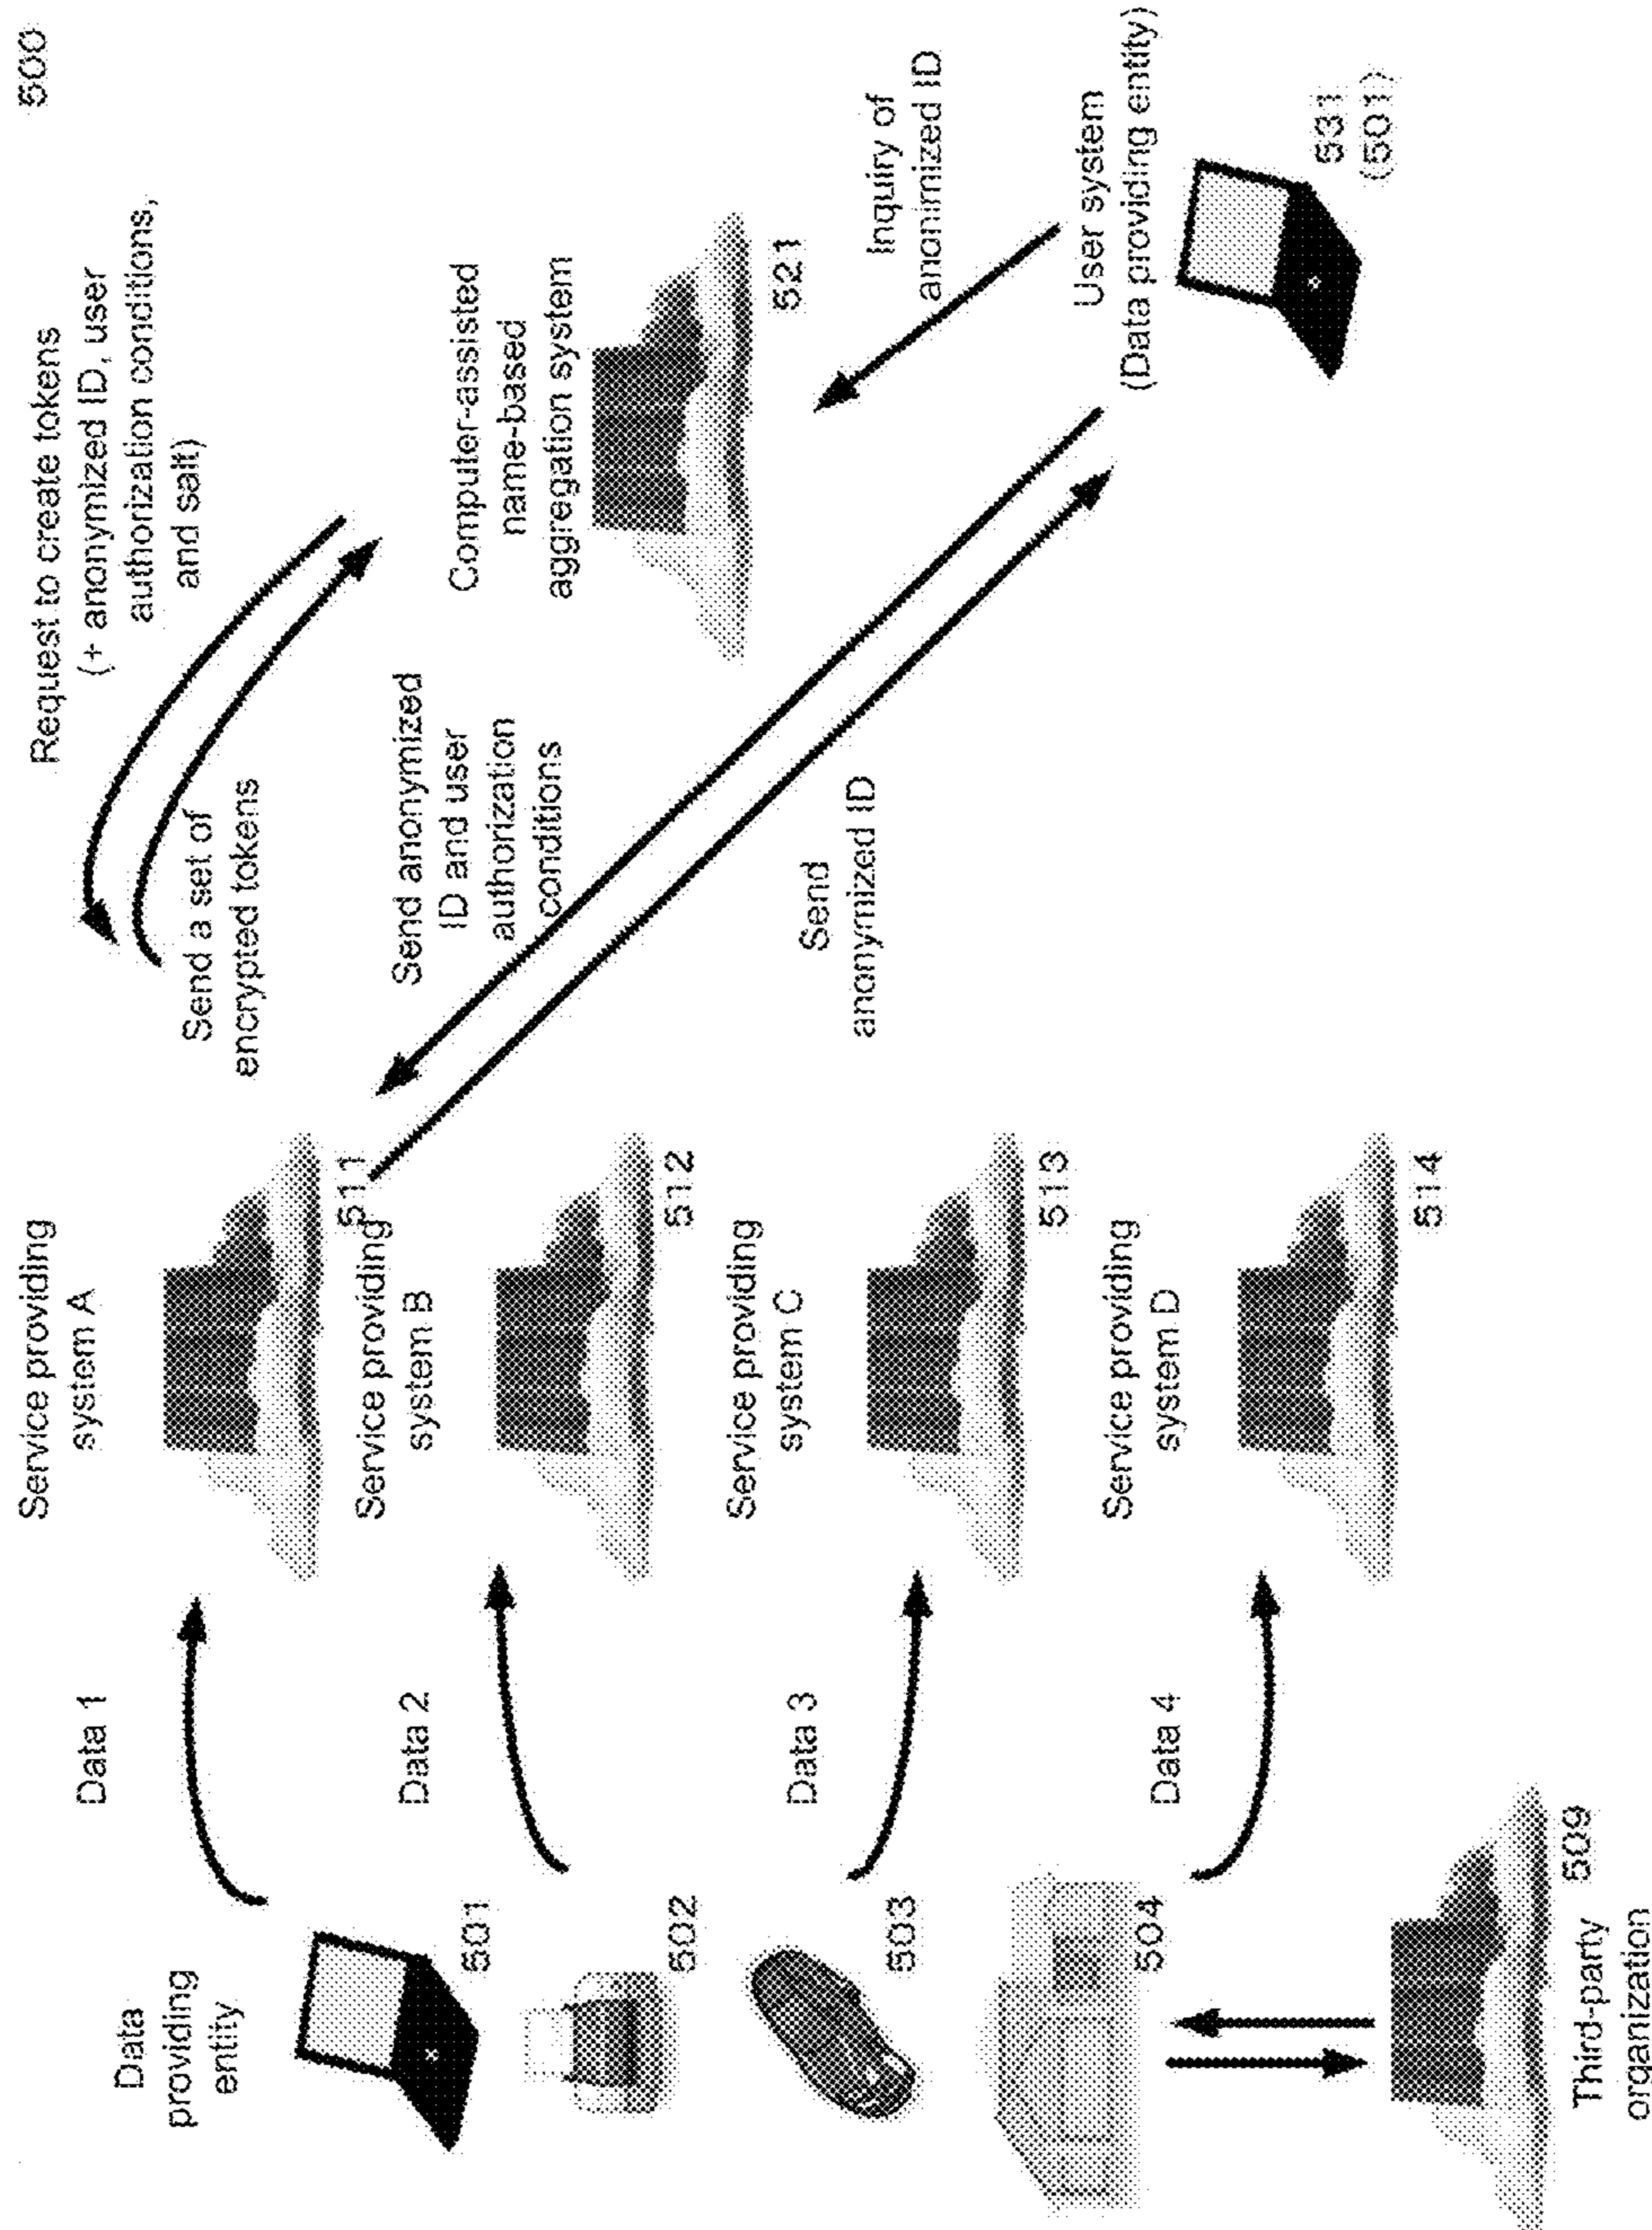 500
Request to create tokens
(+ anonymized ID, user
authorization conditions,
and salt)
Send a set of
encrypted tokens
Service providing
system A
511
Data 1
Data
providing
entity
501
Computer-assisted
name-based
aggregation system
521
Send anonymized
ID and user
authorization
conditions
Service providing
system B
512
Data 2
502
Inquiry of
anonimized ID
Send
anonymized ID
Service providing
system C
513
Data 3
503
User system
(Data providing entity)
531
(501)
Service providing
system D
514
Data 4
504
509
Third-party
organization